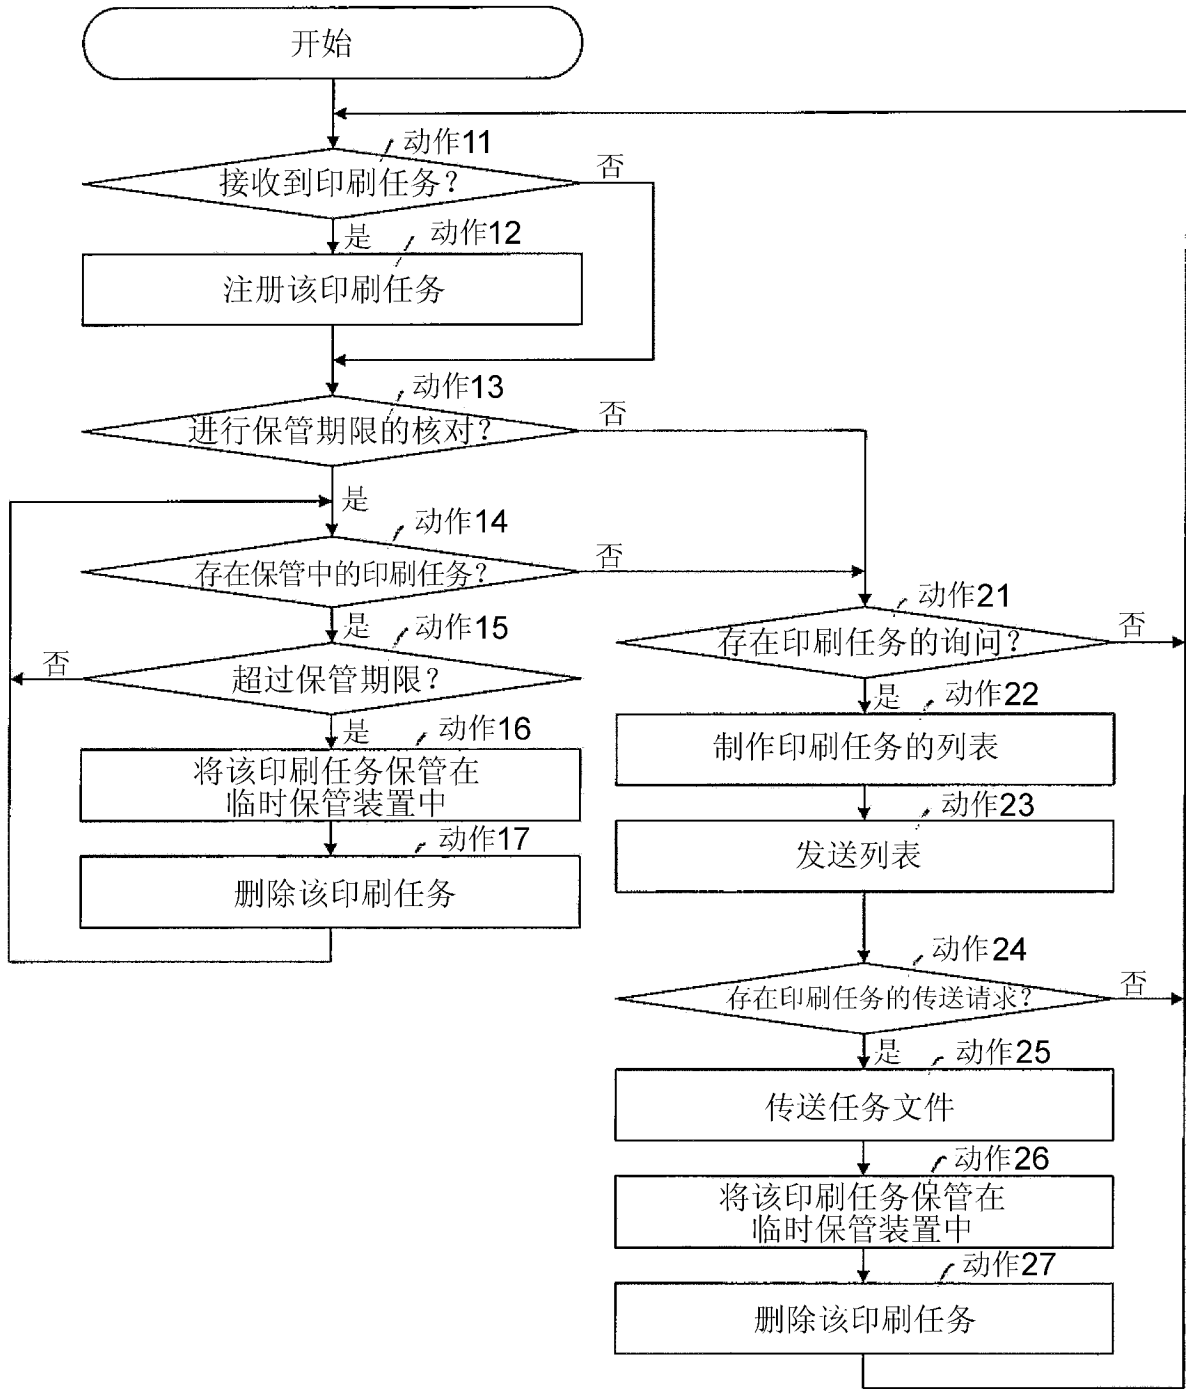 开始
动作11
接收到印刷任务？
否
是
动作12
注册该印刷任务
动作13
进行保管期限的核对？
否
是
动作14
存在保管中的印刷任务？
否
是
动作15
超过保管期限？
否
是
动作16
将该印刷任务保管在
临时保管装置中
动作17
删除该印刷任务
动作21
存在印刷任务的询问？
否
是
动作22
制作印刷任务的列表
动作23
发送列表
动作24
存在印刷任务的传送请求？
否
是
动作25
传送任务文件
动作26
将该印刷任务保管在
临时保管装置中
动作27
删除该印刷任务